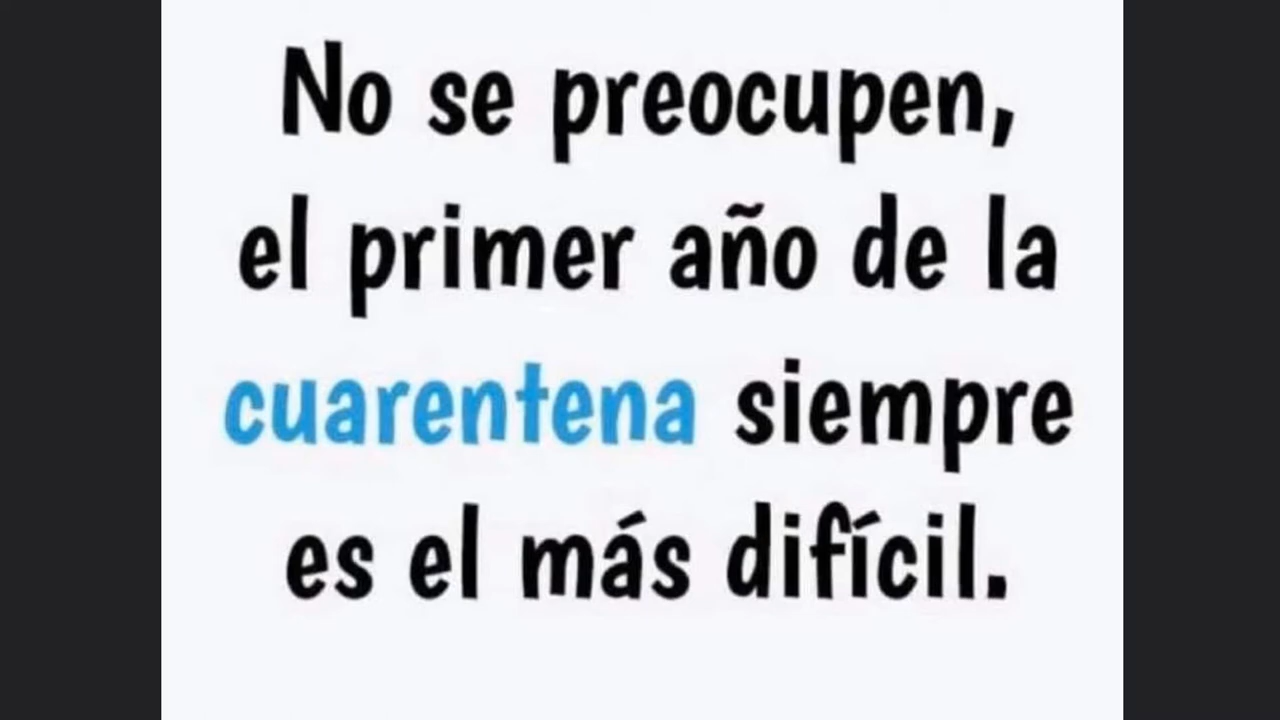 No se preocupen,
el primer año de la
cuarentena siempre
es el más difícil.